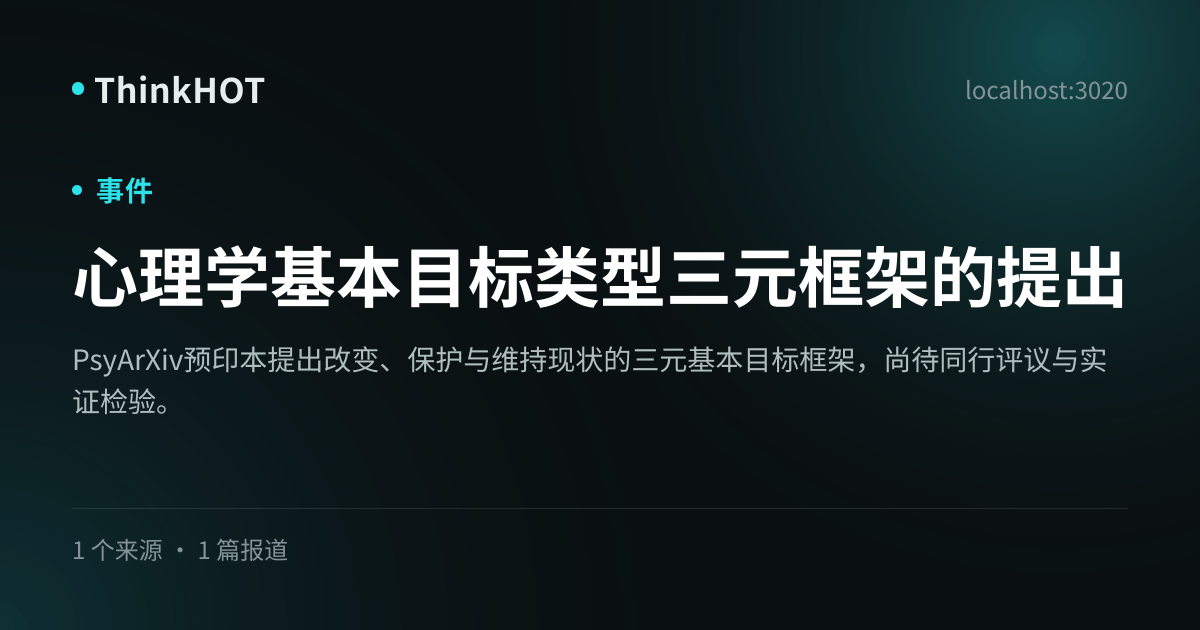 ThinkHOT
localhost:3020
事件
心理学基本目标类型三元框架的提出
PsyArXiv预印本提出改变、保护与维持现状的三元基本目标框架，尚待同行评议与实
证检验。
1 个来源 · 1 篇报道